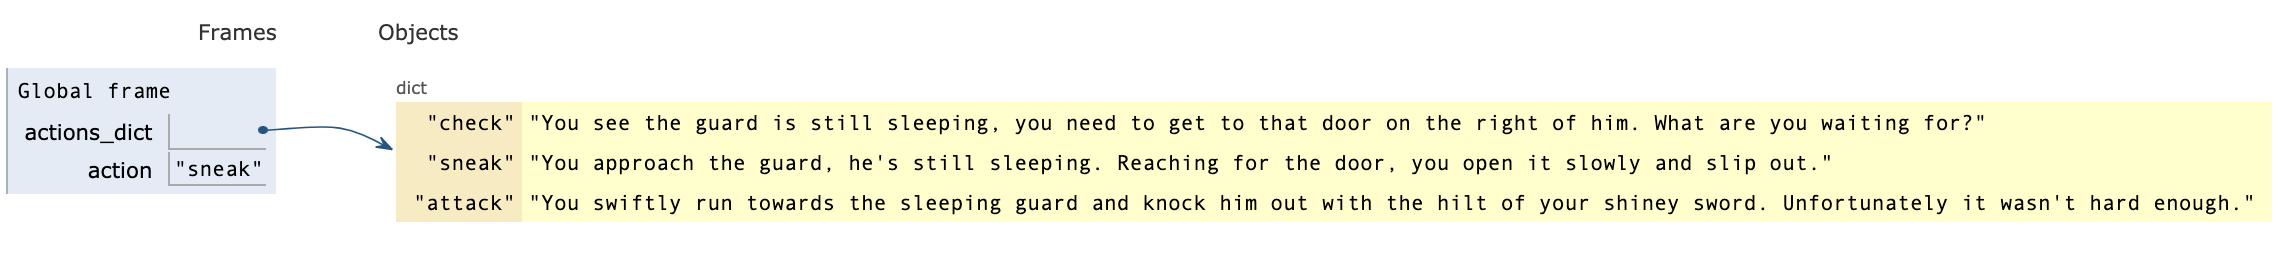 Frames Objects
Global frame
actions_dict
action "sneak"
dict
"check" "You see the guard is still sleeping, you need to get to that door on the right of him. What are you waiting for?"
"sneak" "You approach the guard, he's still sleeping. Reaching for the door, you open it slowly and slip out."
"attack" "You swiftly run towards the sleeping guard and knock him out with the hilt of your shiney sword. Unfortunately it wasn't hard enough."